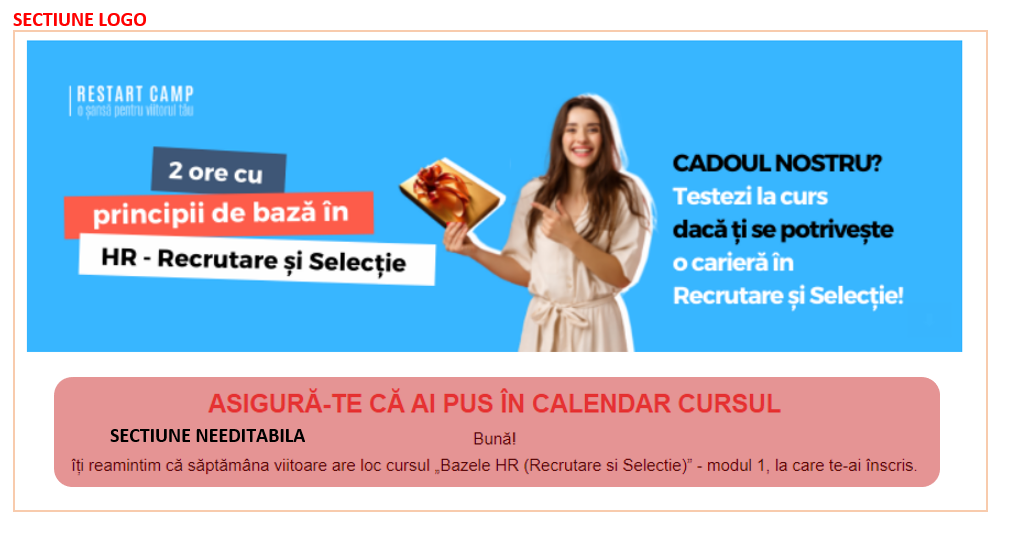 SECTIUNE LOGO
RESTART CAMP
o șansă pentru viitorul tău
2 ore cu
principii de bază în
HR - Recrutare și Selecție
CADOUL NOSTRU?
Testezi la curs
dacă ți se potrivește
o carieră în
Recrutare și Selecție!
ASIGURĂ-TE CĂ AI PUS ÎN CALENDAR CURSUL
SECTIUNE NEEDITABILA
Bună!
îți reamintim că săptămâna viitoare are loc cursul „Bazele HR (Recrutare si Selectie)” - modul 1, la care te-ai înscris.